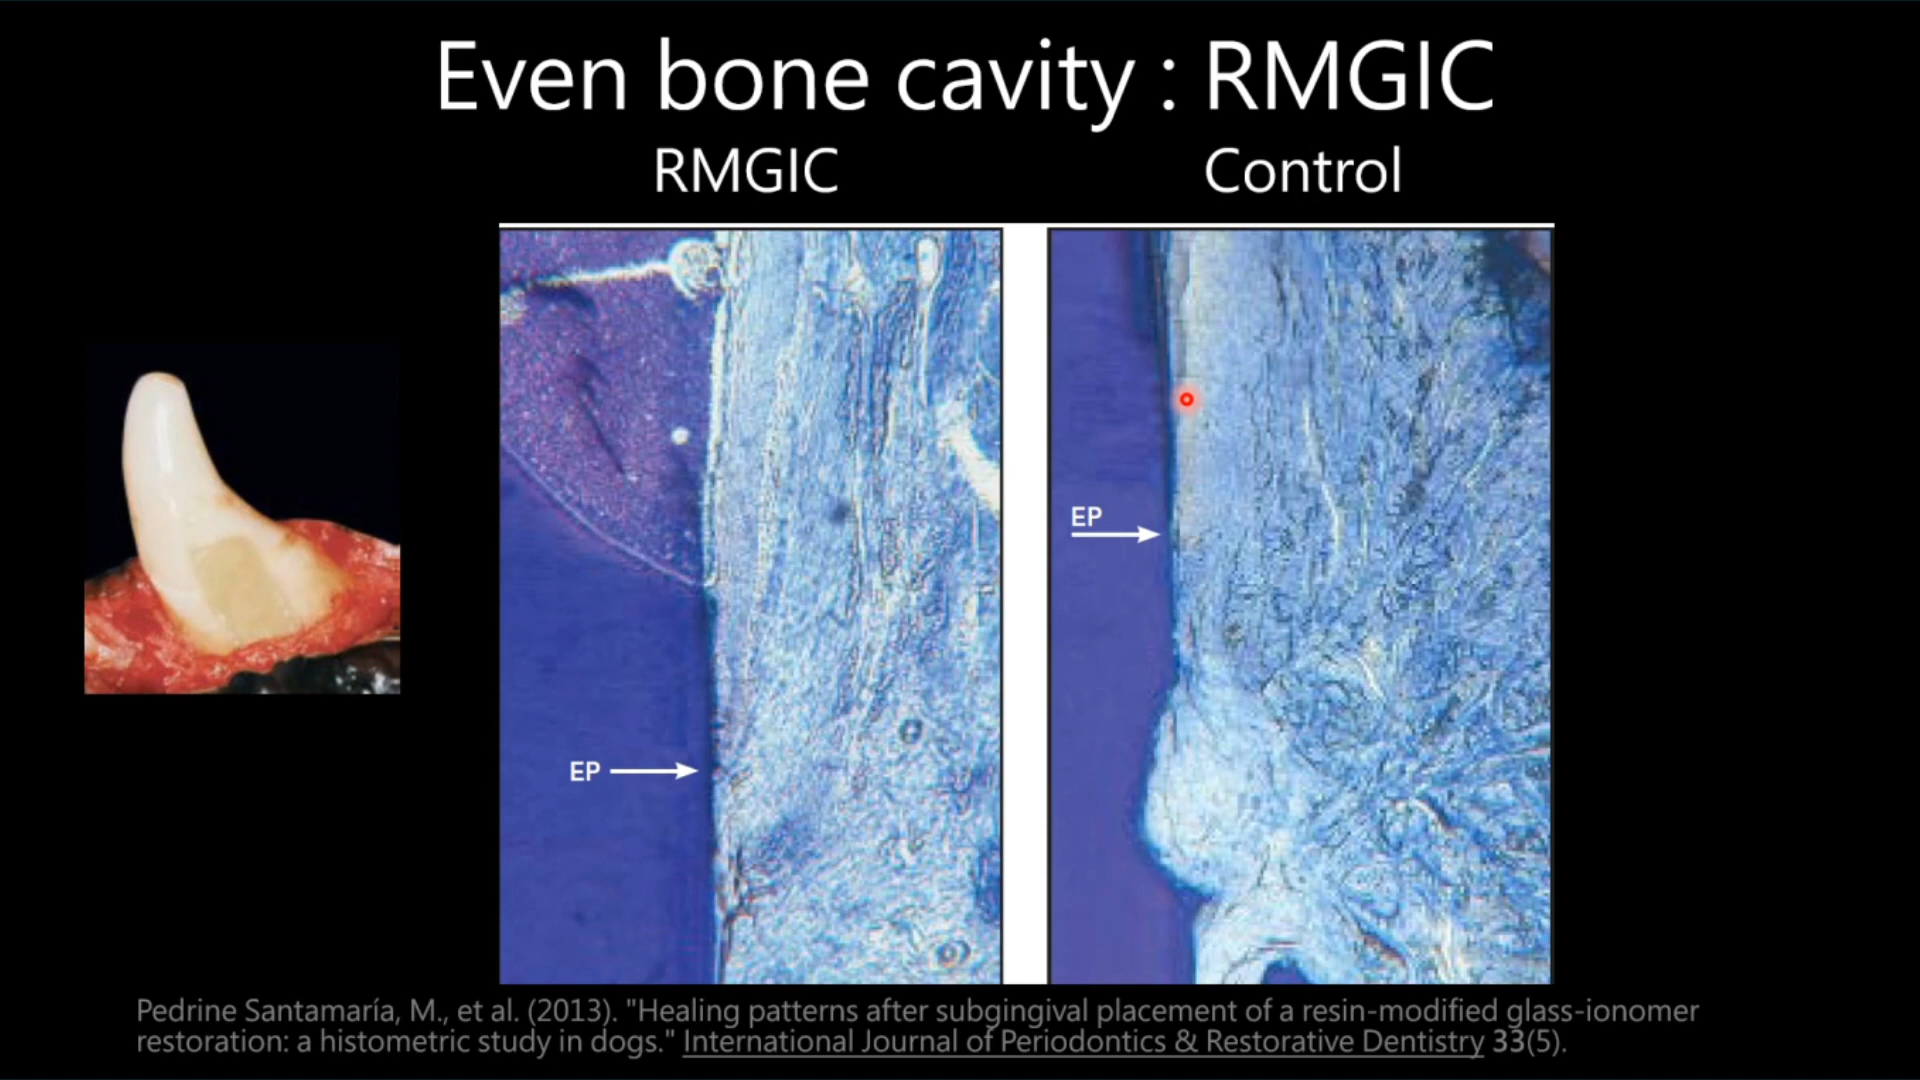 Even bone cavity : RMGIC
RMGIC
Control
EP
EP
Pedrine Santamaría, M., et al. (2013). "Healing patterns after subgingival placement of a resin-modified glass-ionomer
restoration: a histometric study in dogs." International Journal of Periodontics & Restorative Dentistry 33(5).